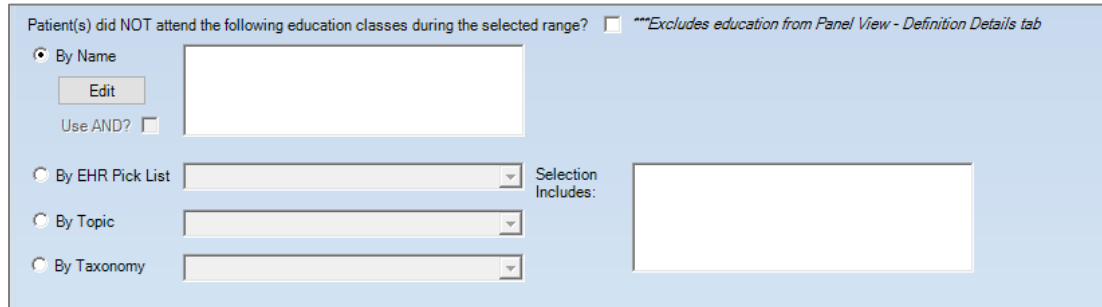 Patient(s) did NOT attend the following education classes during the selected range? ***Excludes education from Panel View - Definition Details tab
By Name
Edit
Use AND?
By EHR Pick List
Selection
Includes:
By Topic
By Taxonomy